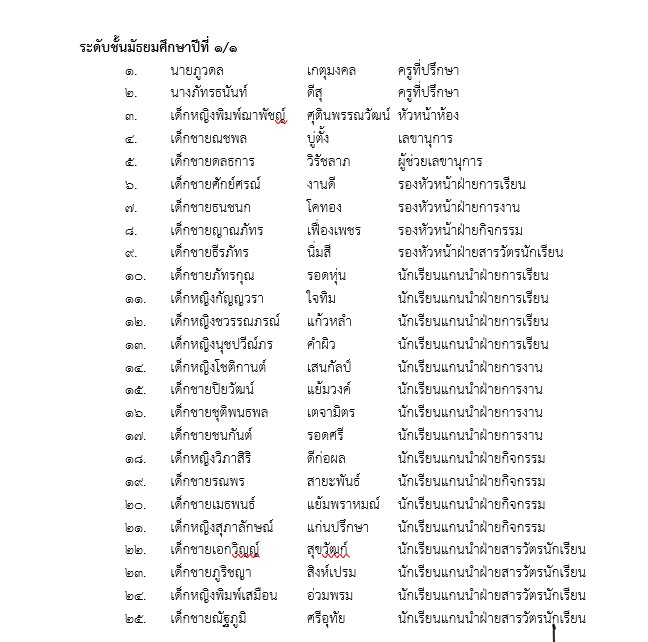 ระดับชั้นมัธยมศึกษาปีที่ ๑/๑
๑. นายภูวดล เกตุมงคล ครูที่ปรึกษา
๒. นางภัทรธนันท์ ดีสุ ครูที่ปรึกษา
๓. เด็กหญิงพิมพ์ณาพัชญ์ ศุตินพรรณวัฒน์ หัวหน้าห้อง
๔. เด็กชายณชพล บู่ตั้ง เลขานุการ
๕. เด็กชายดลธการ วิรัชลาภ ผู้ช่วยเลขานุการ
๖. เด็กชายศักย์ศรณ์ งานดี รองหัวหน้าฝ่ายการเรียน
๗. เด็กชายธนชนก โคทอง รองหัวหน้าฝ่ายการงาน
๘. เด็กชายญาณภัทร เฟื่องเพชร รองหัวหน้าฝ่ายกิจกรรม
๙. เด็กชายธีรภัทร นิ่มสี รองหัวหน้าฝ่ายสารวัตรนักเรียน
๑๐. เด็กชายภัทรกุณ รอดหุ่น นักเรียนแกนนำฝ่ายการเรียน
๑๑. เด็กหญิงกัญญวรา ใจทิม นักเรียนแกนนำฝ่ายการเรียน
๑๒. เด็กหญิงชวรรณภรณ์ แก้วหลำ นักเรียนแกนนำฝ่ายการเรียน
๑๓. เด็กหญิงนุชปวีณ์ภร คำผิว นักเรียนแกนนำฝ่ายการเรียน
๑๔. เด็กหญิงโชติกานต์ เสนกัลป์ นักเรียนแกนนำฝ่ายการงาน
๑๕. เด็กชายปิยวัฒน์ แย้มวงค์ นักเรียนแกนนำฝ่ายการงาน
๑๖. เด็กชายชุติพนธพล เตจามิตร นักเรียนแกนนำฝ่ายการงาน
๑๗. เด็กชายชนกันต์ รอดศรี นักเรียนแกนนำฝ่ายการงาน
๑๘. เด็กหญิงวิภาสิริ ดีก่อผล นักเรียนแกนนำฝ่ายกิจกรรม
๑๙. เด็กชายรณพร สายะพันธ์ นักเรียนแกนนำฝ่ายกิจกรรม
๒๐. เด็กชายเมธพนธ์ แย้มพราหมณ์ นักเรียนแกนนำฝ่ายกิจกรรม
๒๑. เด็กหญิงสุภาลักษณ์ แก่นปรึกษา นักเรียนแกนนำฝ่ายกิจกรรม
๒๒. เด็กชายเอกวิญญ์ สุขวัฒก์ นักเรียนแกนนำฝ่ายสารวัตรนักเรียน
๒๓. เด็กชายภูริชญา สิงห์เปรม นักเรียนแกนนำฝ่ายสารวัตรนักเรียน
๒๔. เด็กหญิงพิมพ์เสมือน อ่วมพรม นักเรียนแกนนำฝ่ายสารวัตรนักเรียน
๒๕. เด็กชายณัฐภูมิ ศรีอุทัย นักเรียนแกนนำฝ่ายสารวัตรนักเรียน